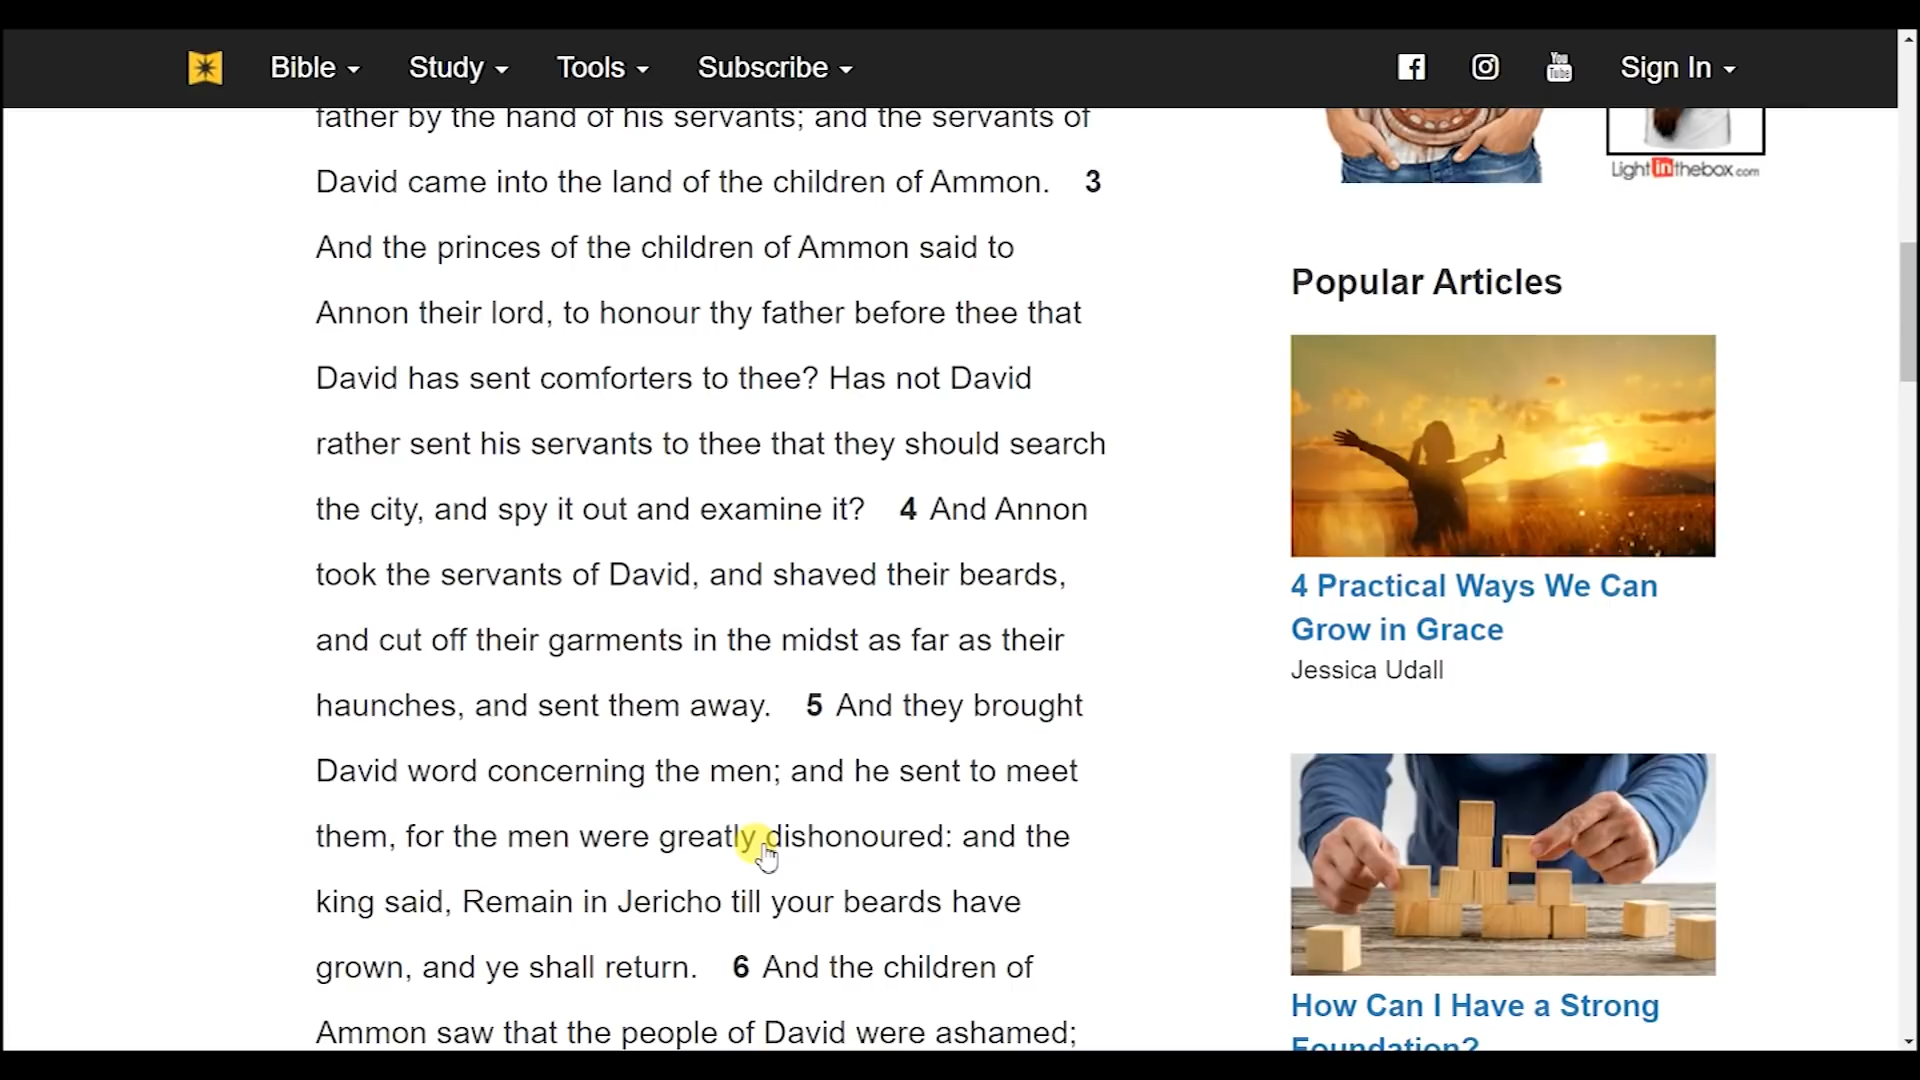 Bible
Study
Tools
Subscribe
You
Tube
Sign In
father by the hand of his servants; and the servants of
David came into the land of the children of Ammon. 3
And the princes of the children of Ammon said to
Annon their lord, to honour thy father before thee that
David has sent comforters to thee? Has not David
rather sent his servants to thee that they should search
the city, and spy it out and examine it? 4 And Annon
took the servants of David, and shaved their beards,
and cut off their garments in the midst as far as their
haunches, and sent them away. 5 And they brought
David word concerning the men; and he sent to meet
them, for the men were greatly dishonoured: and the
king said, Remain in Jericho till your beards have
grown, and ye shall return. 6 And the children of
Ammon saw that the people of David were ashamed;
Lightinthebox.com
Popular Articles
4 Practical Ways We Can
Grow in Grace
Jessica Udall
How Can I Have a Strong
Foundation?